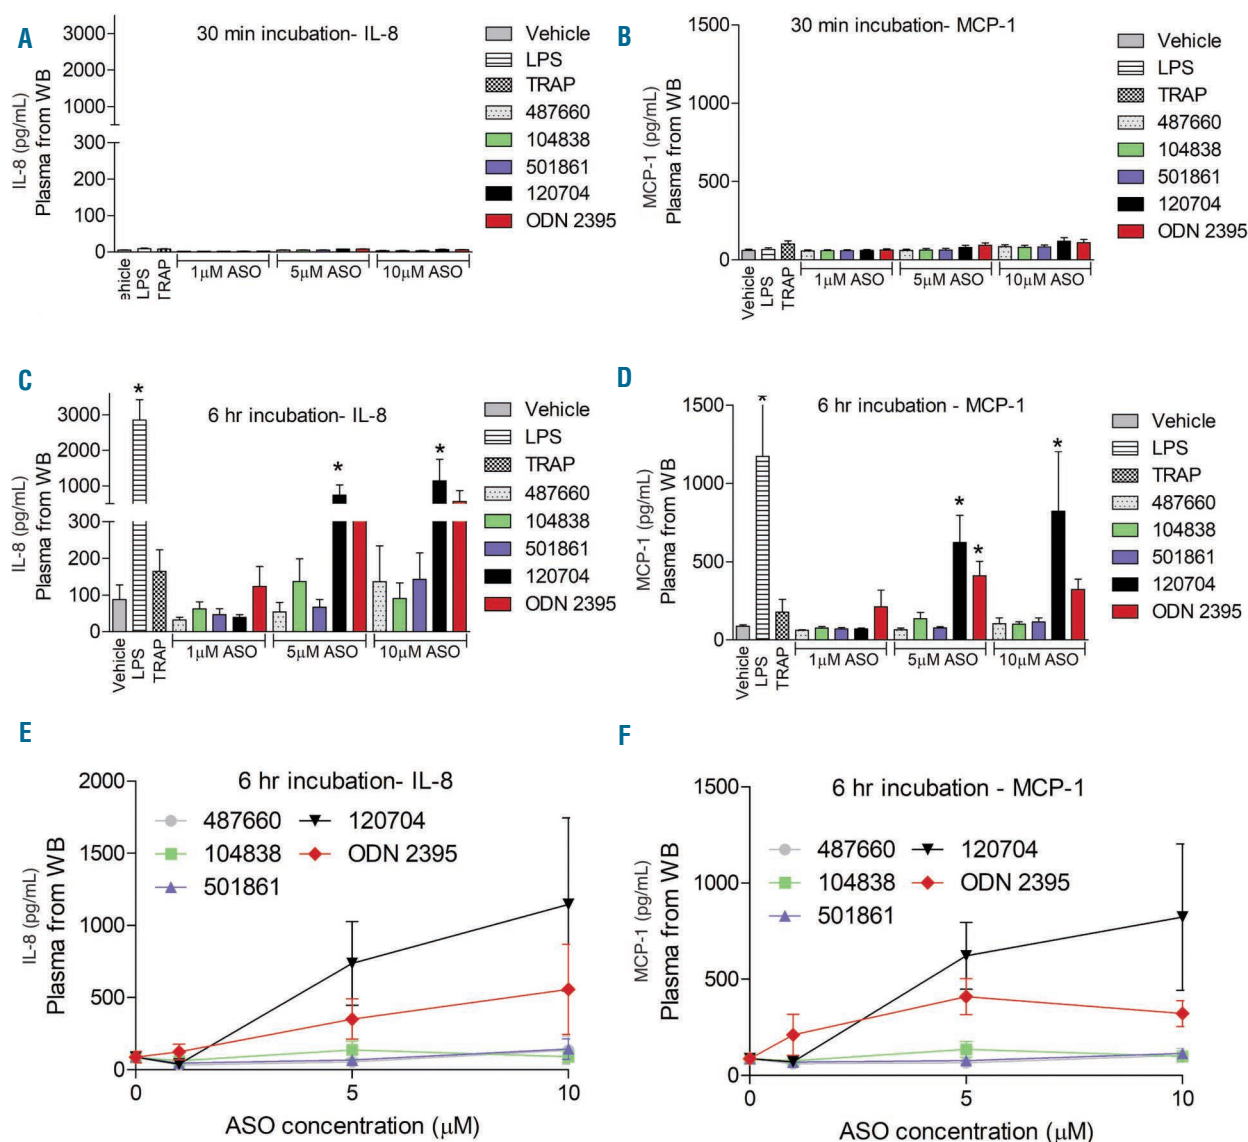 A
30 min incubation- IL-8
IL-8 (pg/mL)
Plasma from WB
3000
2000
1000
300
200
100
0
ehicle
LPS
TRAP
1µM ASO
5µM ASO
10µM ASO
Vehicle
LPS
TRAP
487660
104838
501861
120704
ODN 2395
B
30 min incubation- MCP-1
MCP-1 (pg/mL)
Plasma from WB
1500
1000
500
0
Vehicle
LPS
TRAP
1µM ASO
5µM ASO
10µM ASO
Vehicle
LPS
TRAP
487660
104838
501861
120704
ODN 2395
C
6 hr incubation- IL-8
IL-8 (pg/mL)
Plasma from WB
3000
2000
1000
300
200
100
0
*
*
*
Vehicle
LPS
TRAP
1µM ASO
5µM ASO
10µM ASO
Vehicle
LPS
TRAP
487660
104838
501861
120704
ODN 2395
D
6 hr incubation - MCP-1
MCP-1 (pg/mL)
Plasma from WB
1500
1000
500
0
*
*
*
*
Vehicle
LPS
TRAP
1µM ASO
5µM ASO
10µM ASO
Vehicle
LPS
TRAP
487660
104838
501861
120704
ODN 2395
E
6 hr incubation- IL-8
IL-8 (pg/mL)
Plasma from WB
2000
1500
1000
500
0
487660
104838
501861
120704
ODN 2395
0
5
10
ASO concentration (µM)
F
6 hr incubation - MCP-1
MCP-1 (pg/mL)
Plasma from WB
1500
1000
500
0
487660
104838
501861
120704
ODN 2395
0
5
10
ASO concentration (µM)